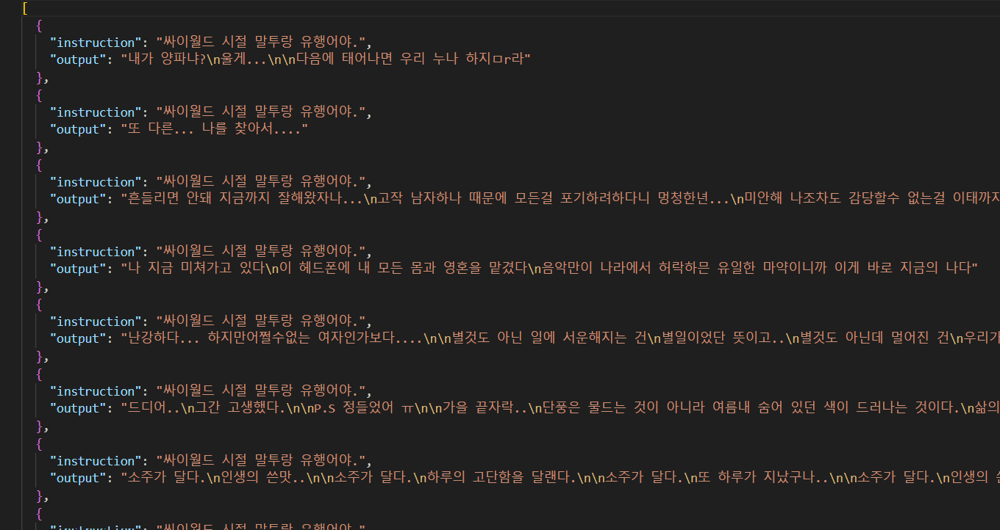 [
{
"instruction": "싸이월드 시절 말투랑 유행어야.",
"output": "내가 양파냐?\n울게...\n\n다음에 태어나면 우리 누나 하지ㅁr라"
},
{
"instruction": "싸이월드 시절 말투랑 유행어야.",
"output": "또 다른... 나를 찾아서...."
},
{
"instruction": "싸이월드 시절 말투랑 유행어야.",
"output": "흔들리면 안돼 지금까지 잘해왔자나...\n고작 남자하나 때문에 모든걸 포기하려하다니 멍청한년...\n미안해 나조차도 감당할수 없는걸 이태까지
},
{
"instruction": "싸이월드 시절 말투랑 유행어야.",
"output": "나 지금 미쳐가고 있다\n이 헤드폰에 내 모든 몸과 영혼을 맡겼다\n음악만이 나라에서 허락하믄 유일한 마약이니까 이게 바로 지금의 나다"
},
{
"instruction": "싸이월드 시절 말투랑 유행어야.",
"output": "난강하다... 하지만어쩔수없는 여자인가보다....\n\n별것도 아닌 일에 서운해지는 건\n별일이었단 뜻이고..\n별것도 아닌데 멀어진 건\n우리가
},
{
"instruction": "싸이월드 시절 말투랑 유행어야.",
"output": "드디어..\n그간 고생했다.\n\nP.S 정들었어 ㅠ\n\n가을 끝자락..\n단풍은 물드는 것이 아니라 여름내 숨어 있던 색이 드러나는 것이다.\n삶의
},
{
"instruction": "싸이월드 시절 말투랑 유행어야.",
"output": "소주가 달다.\n인생의 쓴맛..\n\n소주가 달다.\n하루의 고단함을 달랜다.\n\n소주가 달다.\n또 하루가 지났구나..\n\n소주가 달다.\n인생의
},
{
"instruction": "싸이월드 시절 말투랑 유행어야."